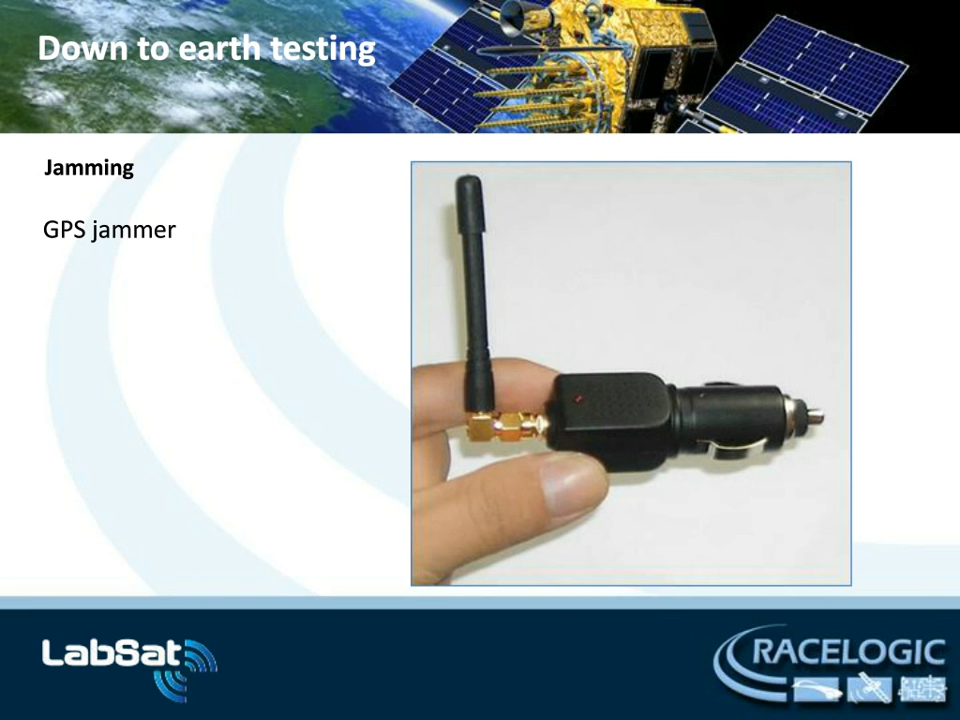 Down to earth testing
Jamming
GPS jammer
LabSat
RACELOGIC